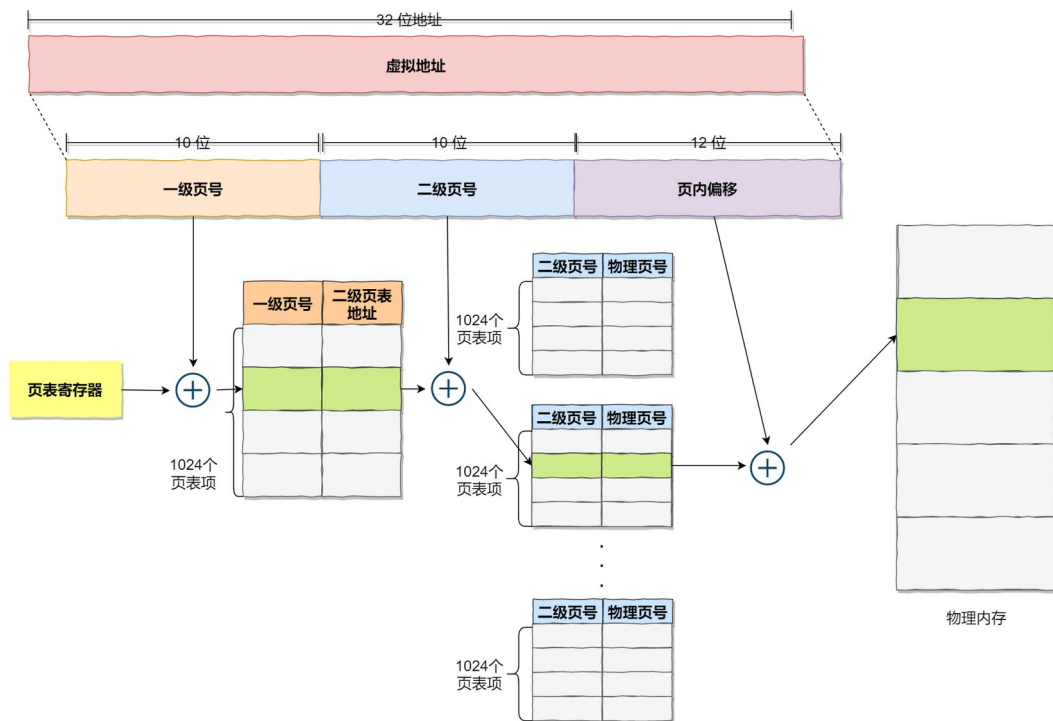 32 位地址
虚拟地址
10 位
10 位
12 位
一级页号
二级页号
页内偏移
页表寄存器
一级页号
二级页表
地址
1024个
页表项
二级页号
物理页号
1024个
页表项
二级页号
物理页号
1024个
页表项
二级页号
物理页号
1024个
页表项
物理内存